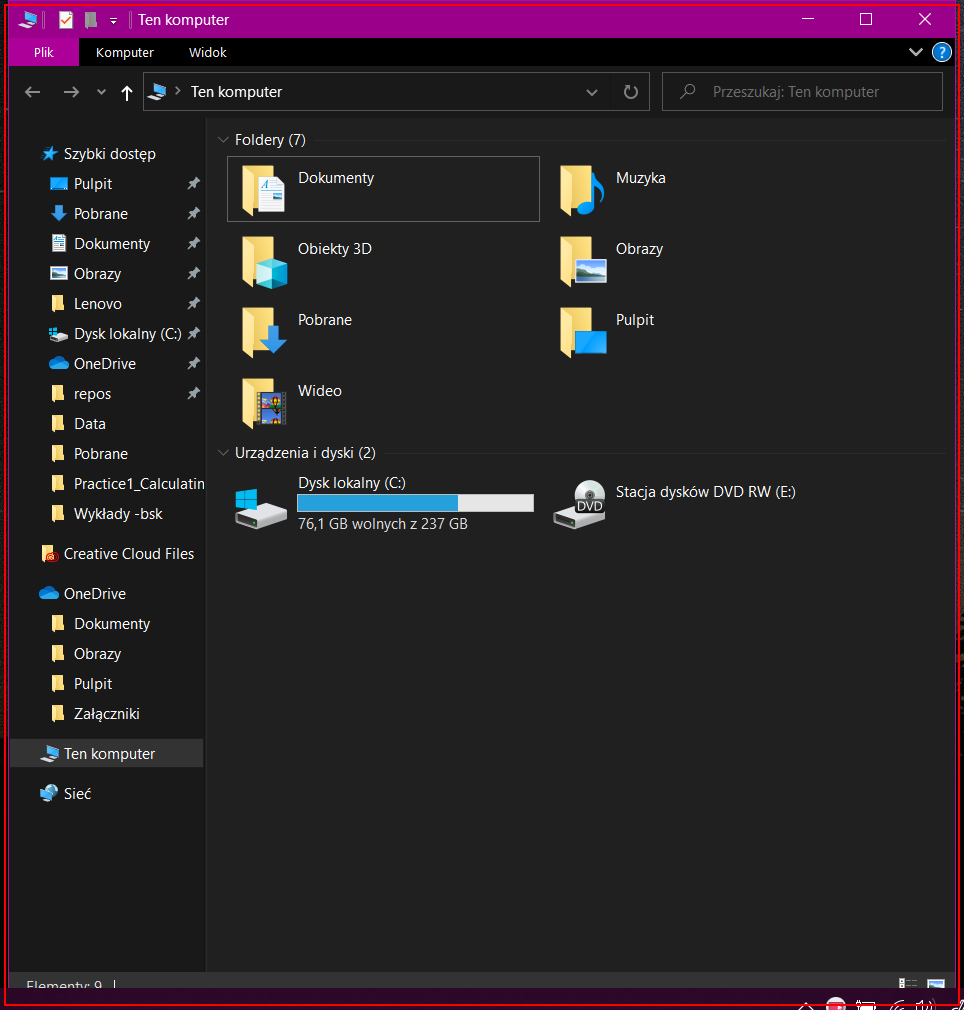 Ten komputer
Plik Komputer Widok
Ten komputer Przeszukaj: Ten komputer
Szybki dostęp
Pulpit
Pobrane
Dokumenty
Obrazy
Lenovo
Dysk lokalny (C:)
OneDrive
repos
Data
Pobrane
Practice1_Calculatin
Wykłady -bsk
Creative Cloud Files
OneDrive
Dokumenty
Obrazy
Pulpit
Załączniki
Ten komputer
Sieć
Foldery (7)
Dokumenty
Muzyka
Obiekty 3D
Obrazy
Pobrane
Pulpit
Wideo
Urządzenia i dyski (2)
Dysk lokalny (C:)
76,1 GB wolnych z 237 GB
DVD
Stacja dysków DVD RW (E:)
Elementy: 9